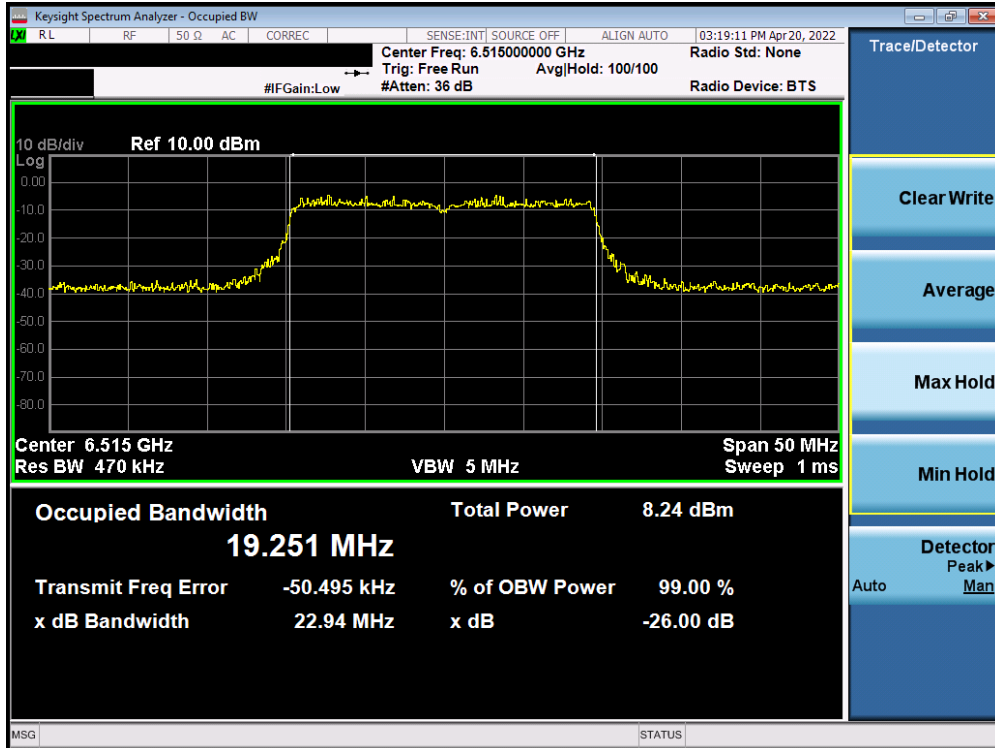 Keysight Spectrum Analyzer - Occupied BW
LXI RL RF 50 Ω AC CORREC SENSE:INT SOURCE OFF ALIGN AUTO 03:19:11 PM Apr 20, 2022
Center Freq: 6.515000000 GHz Radio Std: None
Trig: Free Run Avg|Hold: 100/100
#IFGain:Low #Atten: 36 dB Radio Device: BTS
10 dB/div Ref 10.00 dBm
Log
0.00
-10.0
-20.0
-30.0
-40.0
-50.0
-60.0
-70.0
-80.0
Center 6.515 GHz Span 50 MHz
Res BW 470 kHz VBW 5 MHz Sweep 1 ms
Occupied Bandwidth Total Power 8.24 dBm
19.251 MHz
Transmit Freq Error -50.495 kHz % of OBW Power 99.00 %
x dB Bandwidth 22.94 MHz x dB -26.00 dB
MSG STATUS
Trace/Detector
Clear Write
Average
Max Hold
Min Hold
Detector
Peak▶
Auto Man